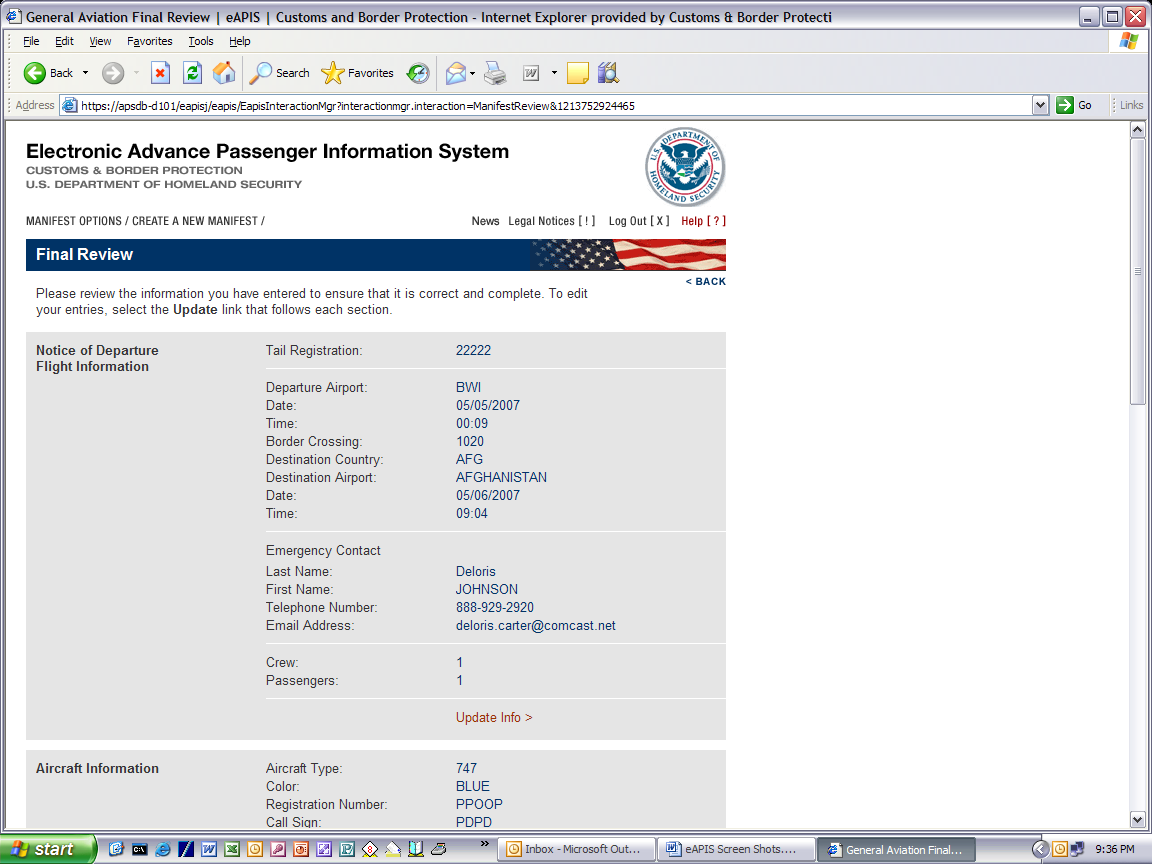 General Aviation Final Review | eAPIS | Customs and Border Protection - Internet Explorer provided by Customs & Border Protecti
File Edit View Favorites Tools Help
Back Search Favorites
Address https://apsdb-d101/eapisj/eapis/EapisInteractionMgr?interactionmgr.interaction=ManifestReview&1213752924465 Go Links
Electronic Advance Passenger Information System
CUSTOMS & BORDER PROTECTION
U.S. DEPARTMENT OF HOMELAND SECURITY
U.S. DEPARTMENT OF HOMELAND SECURITY
MANIFEST OPTIONS / CREATE A NEW MANIFEST / News Legal Notices [ ! ] Log Out [ X ] Help [ ? ]
Final Review
< BACK
Please review the information you have entered to ensure that it is correct and complete. To edit
your entries, select the Update link that follows each section.
Notice of Departure
Flight Information
Tail Registration: 22222
Departure Airport: BWI
Date: 05/05/2007
Time: 00:09
Border Crossing: 1020
Destination Country: AFG
Destination Airport: AFGHANISTAN
Date: 05/06/2007
Time: 09:04
Emergency Contact
Last Name: Deloris
First Name: JOHNSON
Telephone Number: 888-929-2920
Email Address: deloris.carter@comcast.net
Crew: 1
Passengers: 1
Update Info >
Aircraft Information
Aircraft Type: 747
Color: BLUE
Registration Number: PPOOP
Call Sign: PDPD
start Inbox - Microsoft Out... eAPIS Screen Shots.... General Aviation Final... 9:36 PM